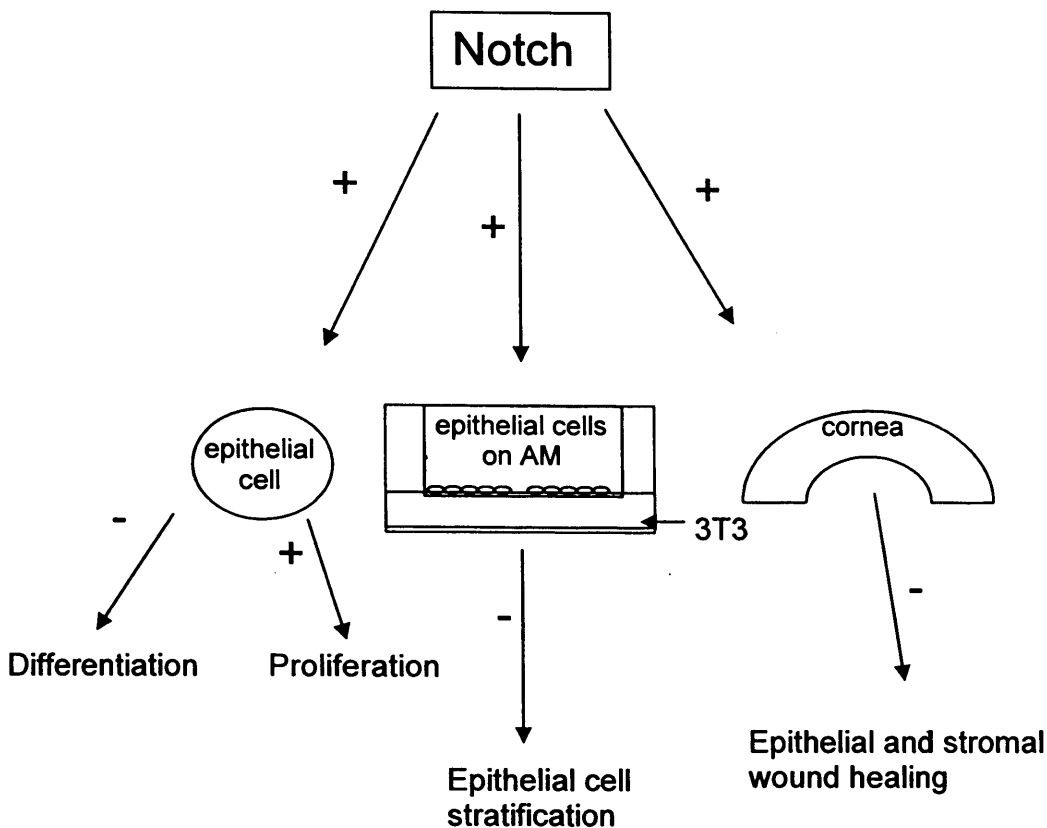 Notch
+
+
+
epithelial
cell
epithelial cells
on AM
cornea
3T3
-
+
-
-
Differentiation
Proliferation
Epithelial cell
stratification
Epithelial and stromal
wound healing